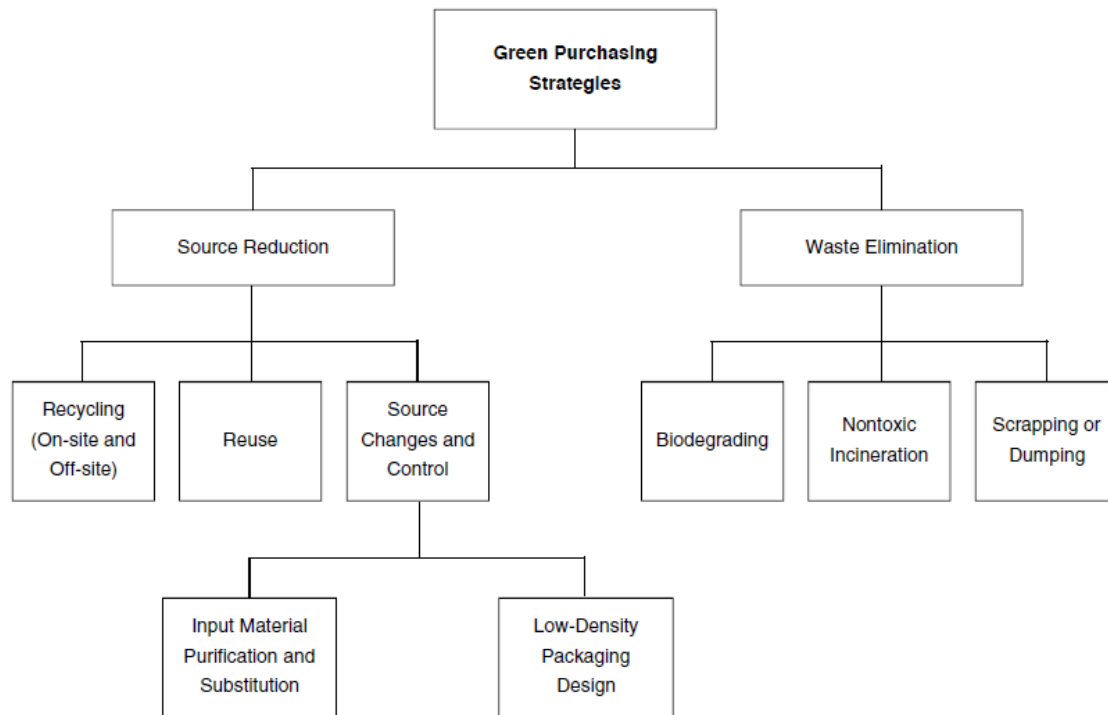 Green Purchasing
Strategies
Source Reduction
Waste Elimination
Recycling
(On-site and
Off-site)
Reuse
Source
Changes and
Control
Biodegrading
Nontoxic
Incineration
Scrapping or
Dumping
Input Material
Purification and
Substitution
Low-Density
Packaging
Design